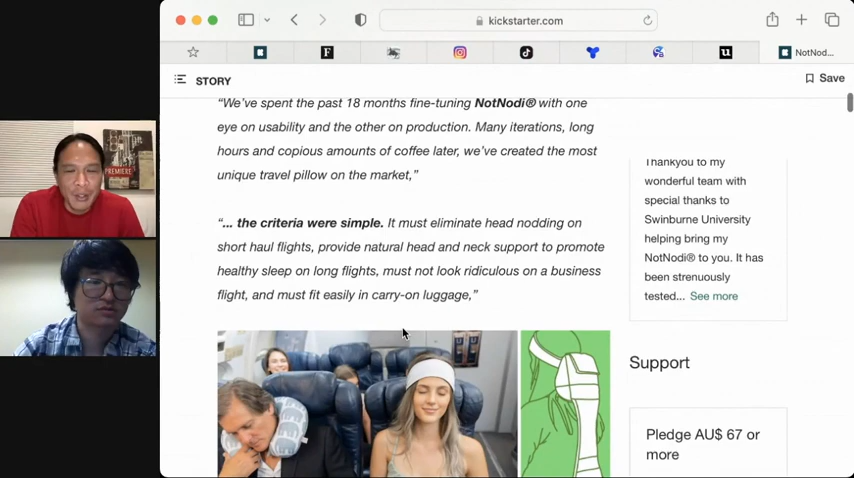 kickstarter.com
NotNod...
STORY
Save
“We’ve spent the past 18 months fine-tuning NotNodi® with one
eye on usability and the other on production. Many iterations, long
hours and copious amounts of coffee later, we’ve created the most
unique travel pillow on the market,”
“... the criteria were simple. It must eliminate head nodding on
short haul flights, provide natural head and neck support to promote
healthy sleep on long flights, must not look ridiculous on a business
flight, and must fit easily in carry-on luggage,”
Thankyou to my
wonderful team with
special thanks to
Swinburne University
helping bring my
NotNodi® to you. It has
been strenuously
tested... See more
Support
Pledge AU$ 67 or
more
PREMIERE